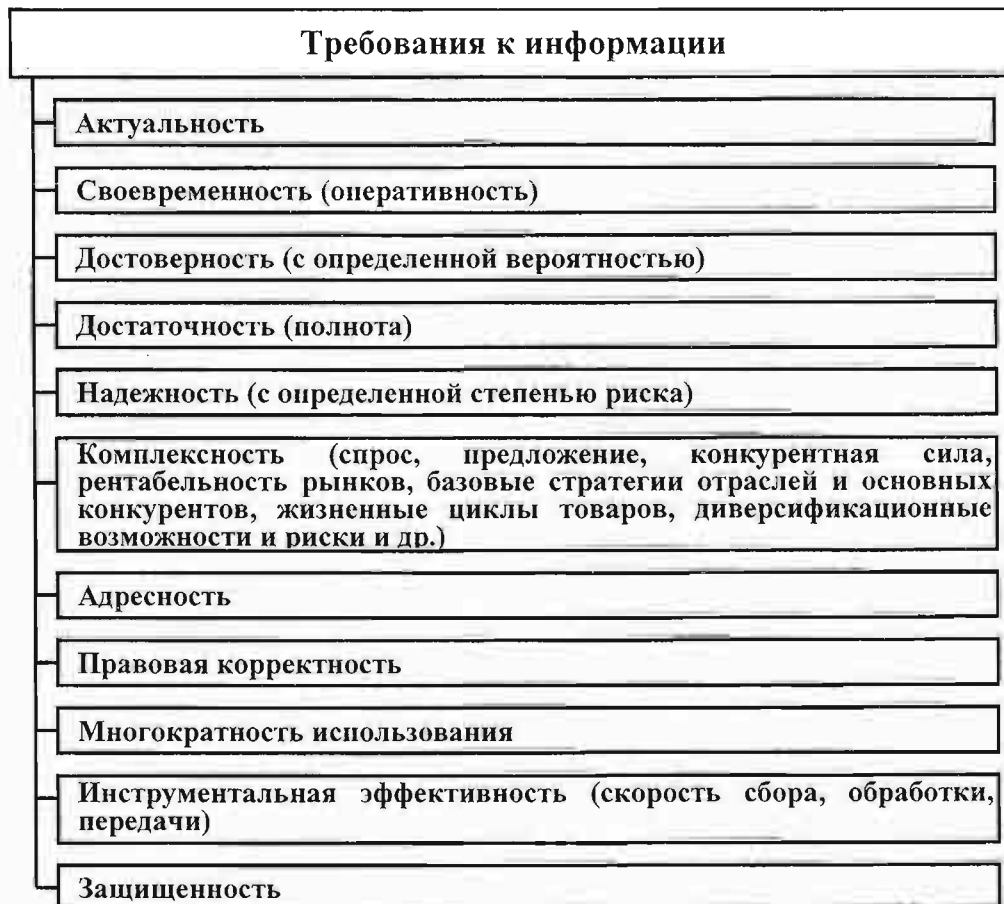 Требования к информации
Актуальность
Своевременность (оперативность)
Достоверность (с определенной вероятностью)
Достаточность (полнота)
Надежность (с определенной степенью риска)
Комплексность (спрос, предложение, конкурентная сила,
рентабельность рынков, базовые стратегии отраслей и основных
конкурентов, жизненные циклы товаров, диверсификационные
возможности и риски и др.)
Адресность
Правовая корректность
Многократность использования
Инструментальная эффективность (скорость сбора, обработки,
передачи)
Защищенность